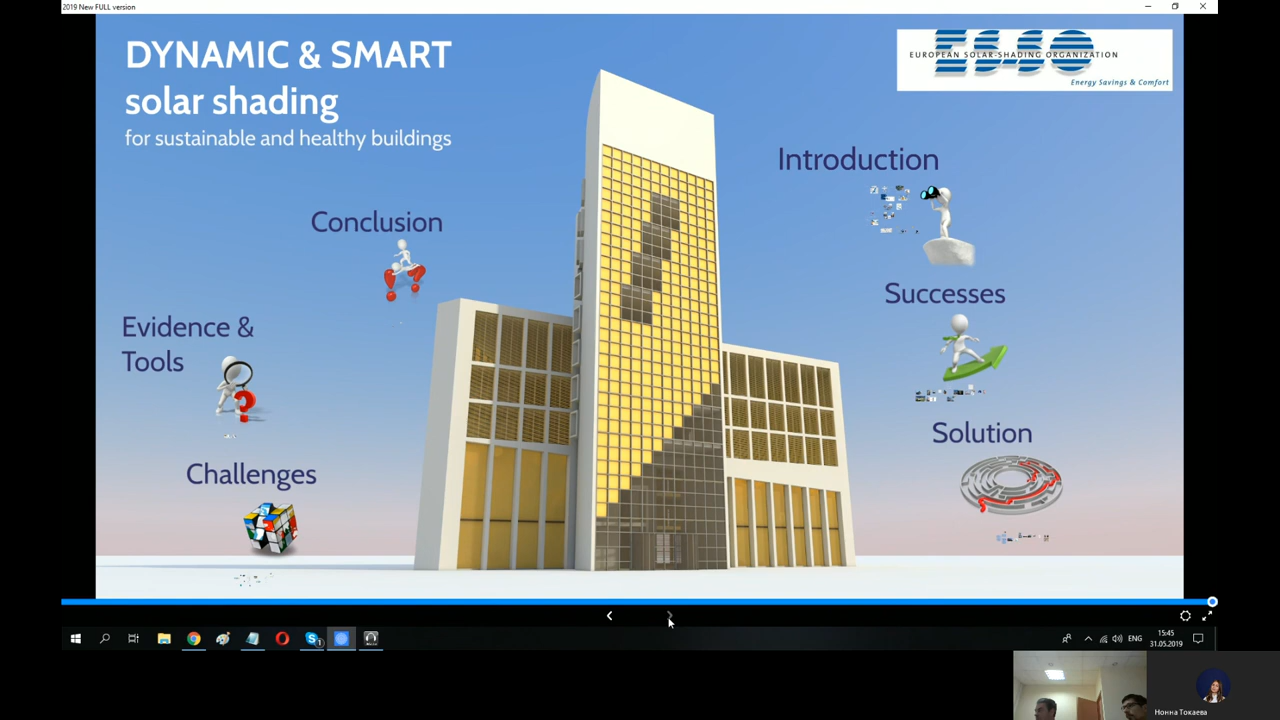 2019 New FULL version
DYNAMIC & SMART
solar shading
for sustainable and healthy buildings
ESSO
EUROPEAN SOLAR-SHADING ORGANIZATION
Energy Savings & Comfort
Introduction
Conclusion
Successes
Evidence &
Tools
Solution
Challenges
ENG
15:45
31.05.2019
Нонна Токаева